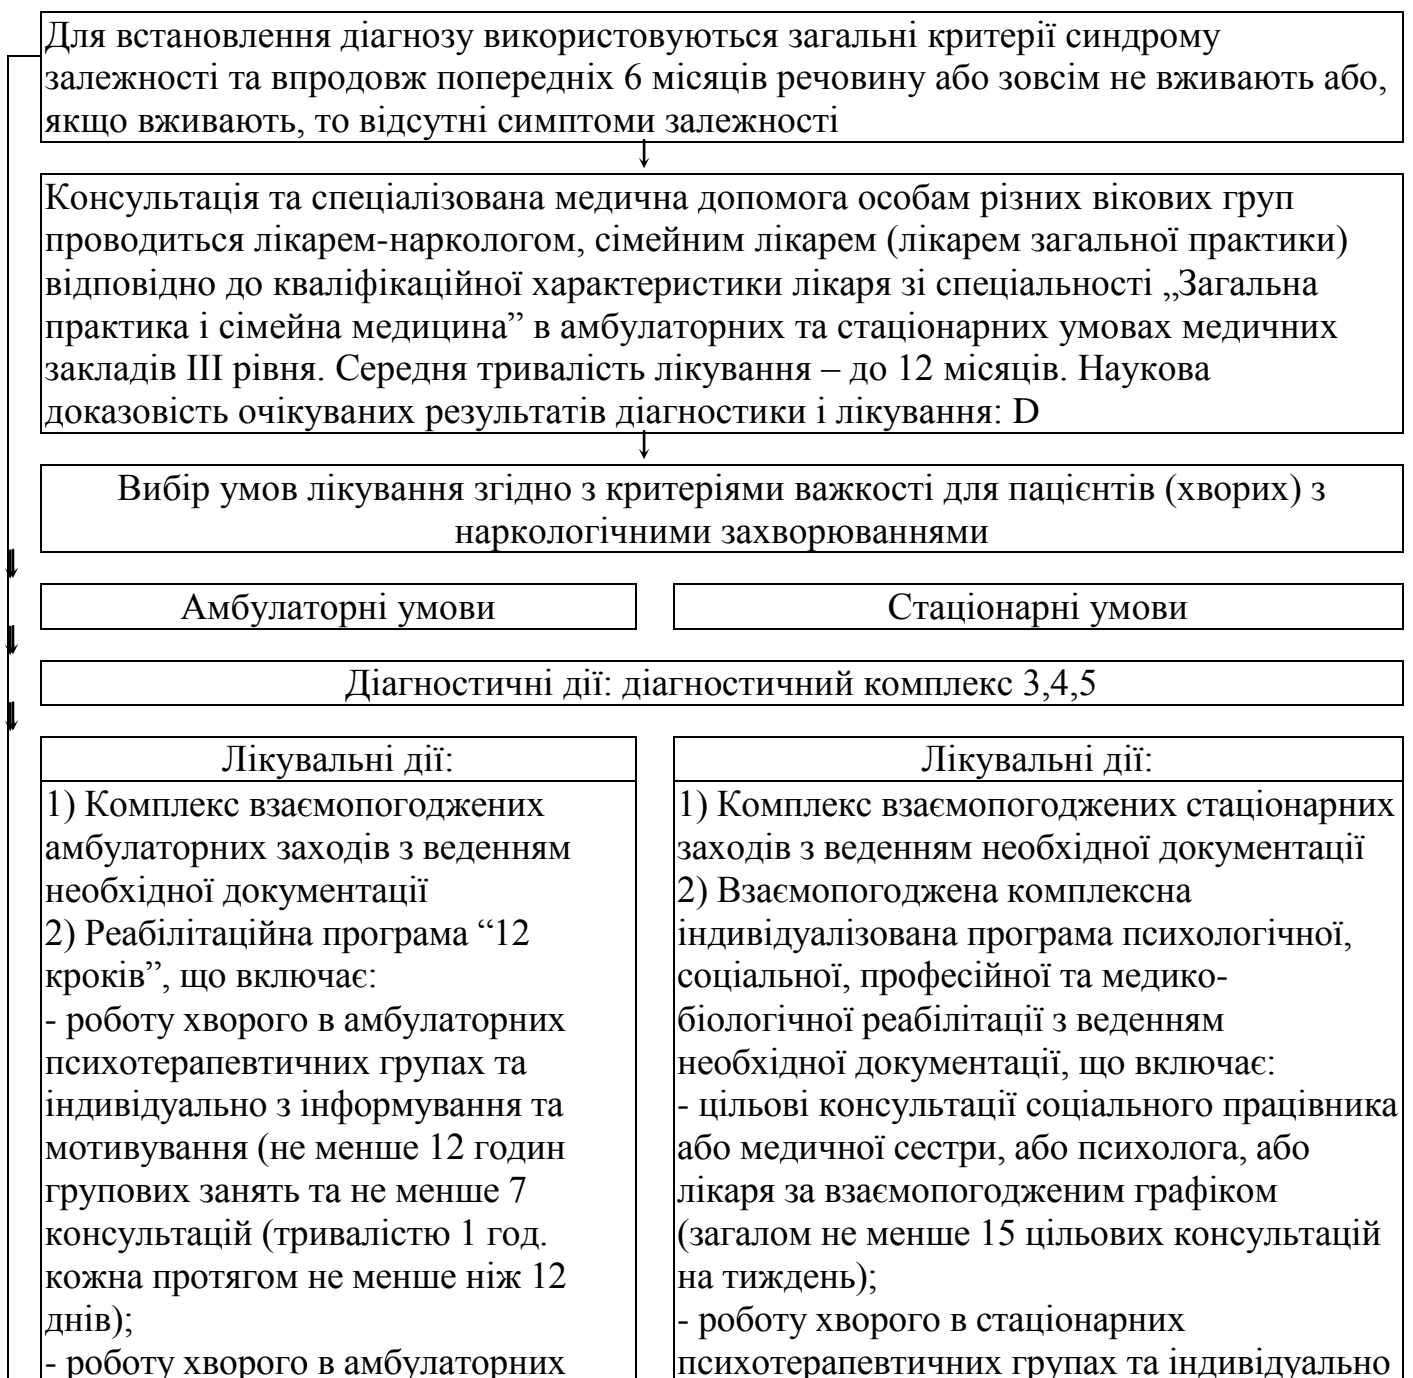 Для встановлення діагнозу використовуються загальні критерії синдрому
залежності та впродовж попередніх 6 місяців речовину або зовсім не вживають або,
якщо вживають, то відсутні симптоми залежності
Консультація та спеціалізована медична допомога особам різних вікових груп
проводиться лікарем-наркологом, сімейним лікарем (лікарем загальної практики)
відповідно до кваліфікаційної характеристики лікаря зі спеціальності „Загальна
практика і сімейна медицина” в амбулаторних та стаціонарних умовах медичних
закладів III рівня. Середня тривалість лікування – до 12 місяців. Наукова
доказовість очікуваних результатів діагностики і лікування: D
Вибір умов лікування згідно з критеріями важкості для пацієнтів (хворих) з
наркологічними захворюваннями
Амбулаторні умови
Стаціонарні умови
Діагностичні дії: діагностичний комплекс 3,4,5
Лікувальні дії:
1) Комплекс взаємопогоджених
амбулаторних заходів з веденням
необхідної документації
2) Реабілітаційна програма “12
кроків”, що включає:
- роботу хворого в амбулаторних
психотерапевтичних групах та
індивідуально з інформування та
мотивування (не менше 12 годин
групових занять та не менше 7
консультацій (тривалістю 1 год.
кожна протягом не менше ніж 12
днів);
- роботу хворого в амбулаторних
Лікувальні дії:
1) Комплекс взаємопогоджених стаціонарних
заходів з веденням необхідної документації
2) Взаємопогоджена комплексна
індивідуалізована програма психологічної,
соціальної, професійної та медико-
біологічної реабілітації з веденням
необхідної документації, що включає:
- цільові консультації соціального працівника
або медичної сестри, або психолога, або
лікаря за взаємопогодженим графіком
(загалом не менше 15 цільових консультацій
на тиждень);
- роботу хворого в стаціонарних
психотерапевтичних групах та індивідуально